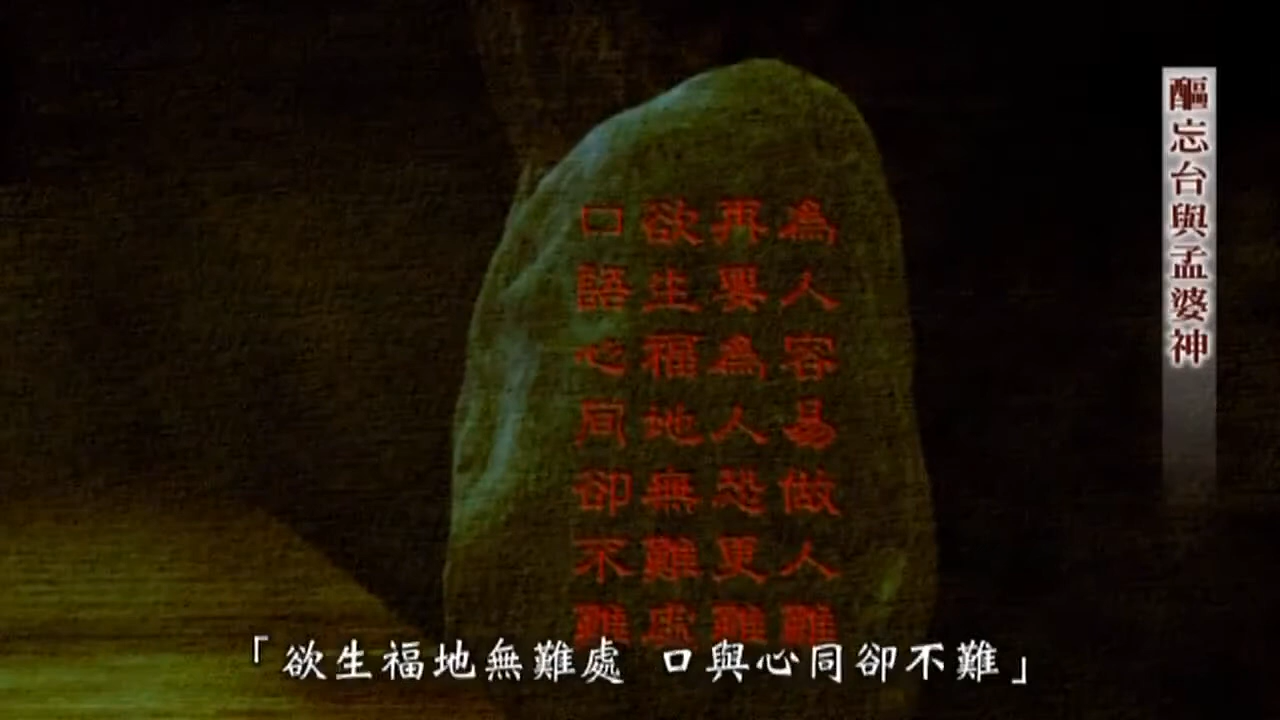 醧忘台與孟婆神
為人容易做人難
再要為人恐更難
欲生福地無難處
口語心同卻不難
「欲生福地無難處 口與心同卻不難」